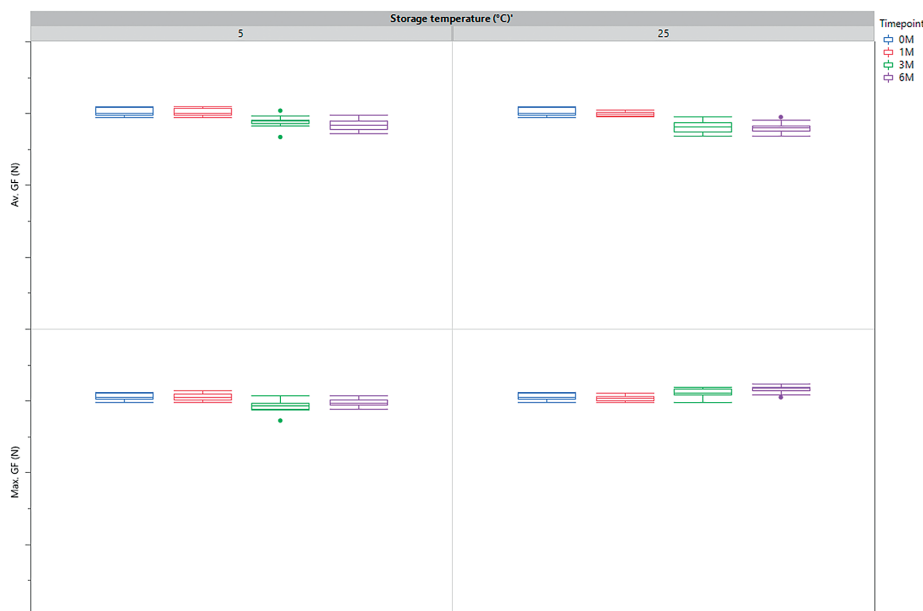 Storage temperature (°C)'
5
25
Timepoint
0M
1M
3M
6M
Av. GF (N)
Max. GF (N)